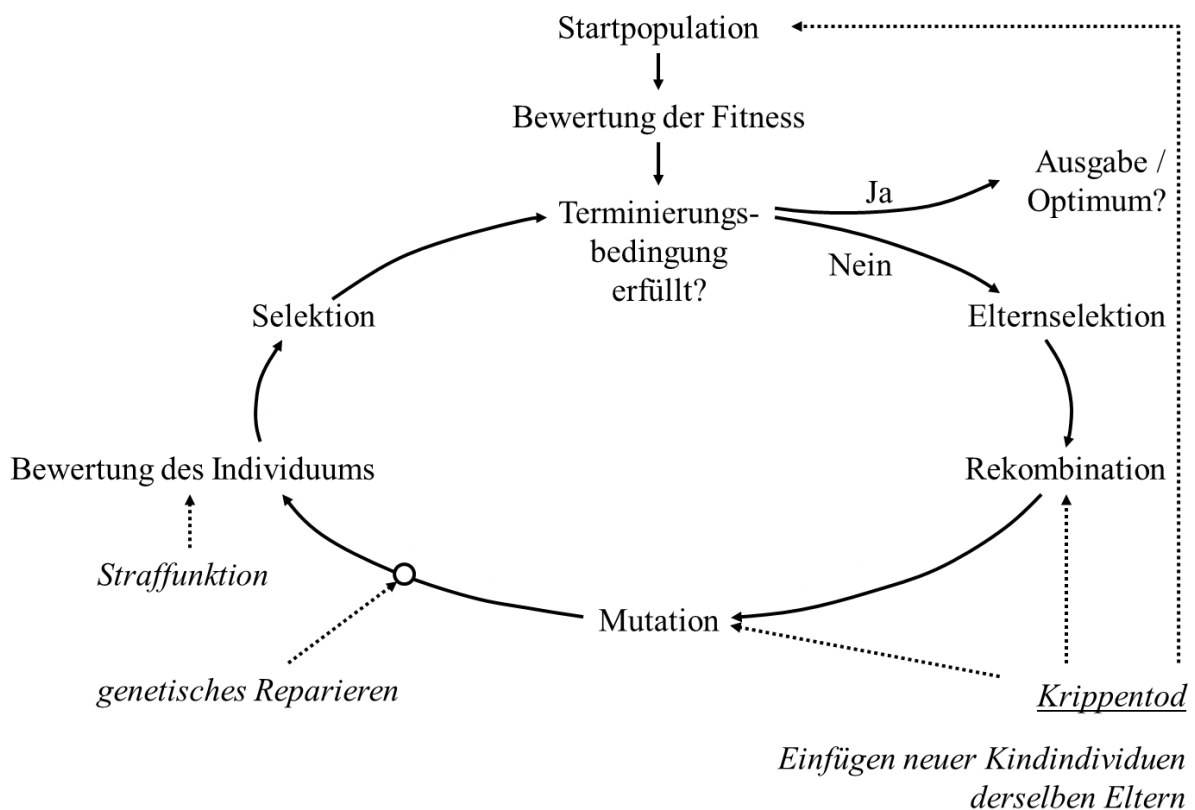 Startpopulation
Bewertung der Fitness
Ausgabe /
Optimum?
Ja
Terminierungs-
bedingung
erfüllt?
Nein
Selektion
Elternselektion
Bewertung des Individuums
Rekombination
Straffunktion
Mutation
genetisches Reparieren
Krippentod
Einfügen neuer Kindindividuen
derselben Eltern